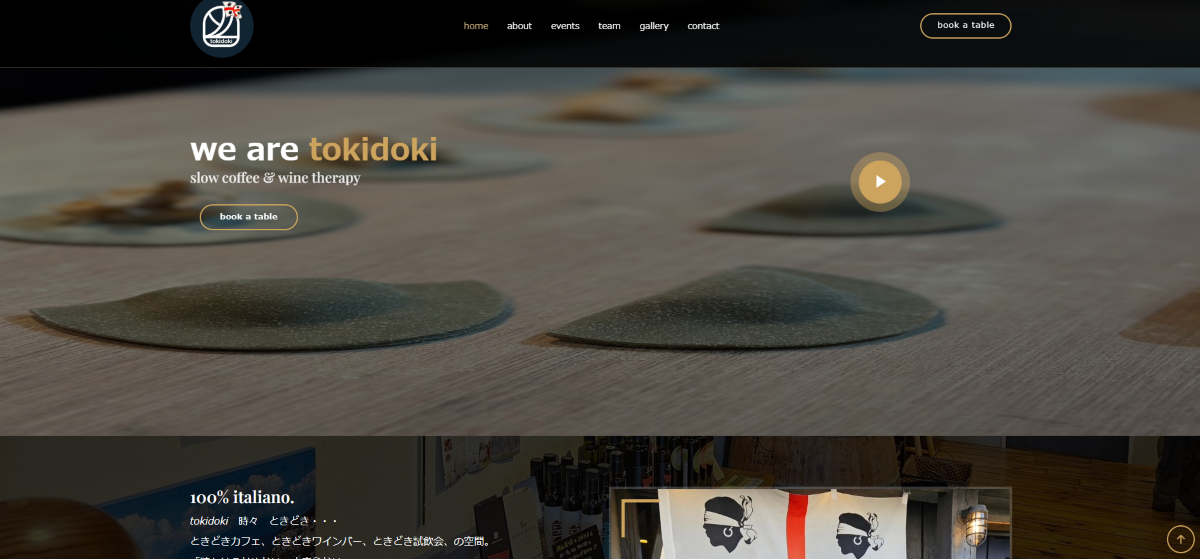 tokidoki
home about events team gallery contact
book a table
we are tokidoki
slow coffee & wine therapy
book a table
100% italiano.
tokidoki 時々 ときどき・・・
ときどきカフェ、ときどきワインバー、ときどき試飲会、の空間。